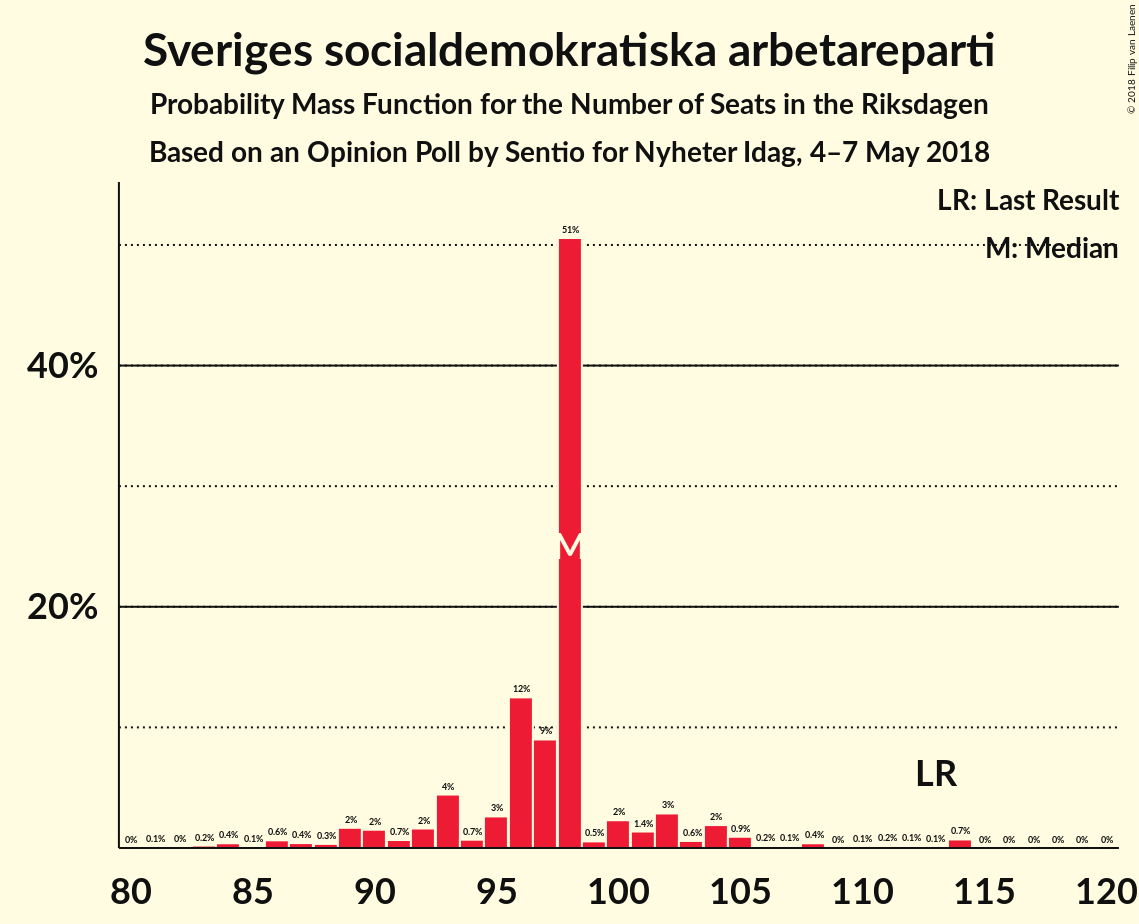 Sveriges socialdemokratiska arbetareparti
Probability Mass Function for the Number of Seats in the Riksdagen
Based on an Opinion Poll by Sentio for Nyheter Idag, 4–7 May 2018
© 2018 Filip van Laenen
LR: Last Result
M: Median
51%
40%
M
20%
12%
9%
LR
4%
3%
3%
2%
2%
2%
2%
2%
0% 0.1% 0% 0.2% 0.4% 0.1% 0.6% 0.4% 0.3% 0.7% 0.7% 0.5% 1.4% 0.6% 0.9% 0.2% 0.1% 0.4% 0% 0.1% 0.2% 0.1% 0.1% 0.7% 0% 0% 0% 0% 0% 0%
80 85 90 95 100 105 110 115 120